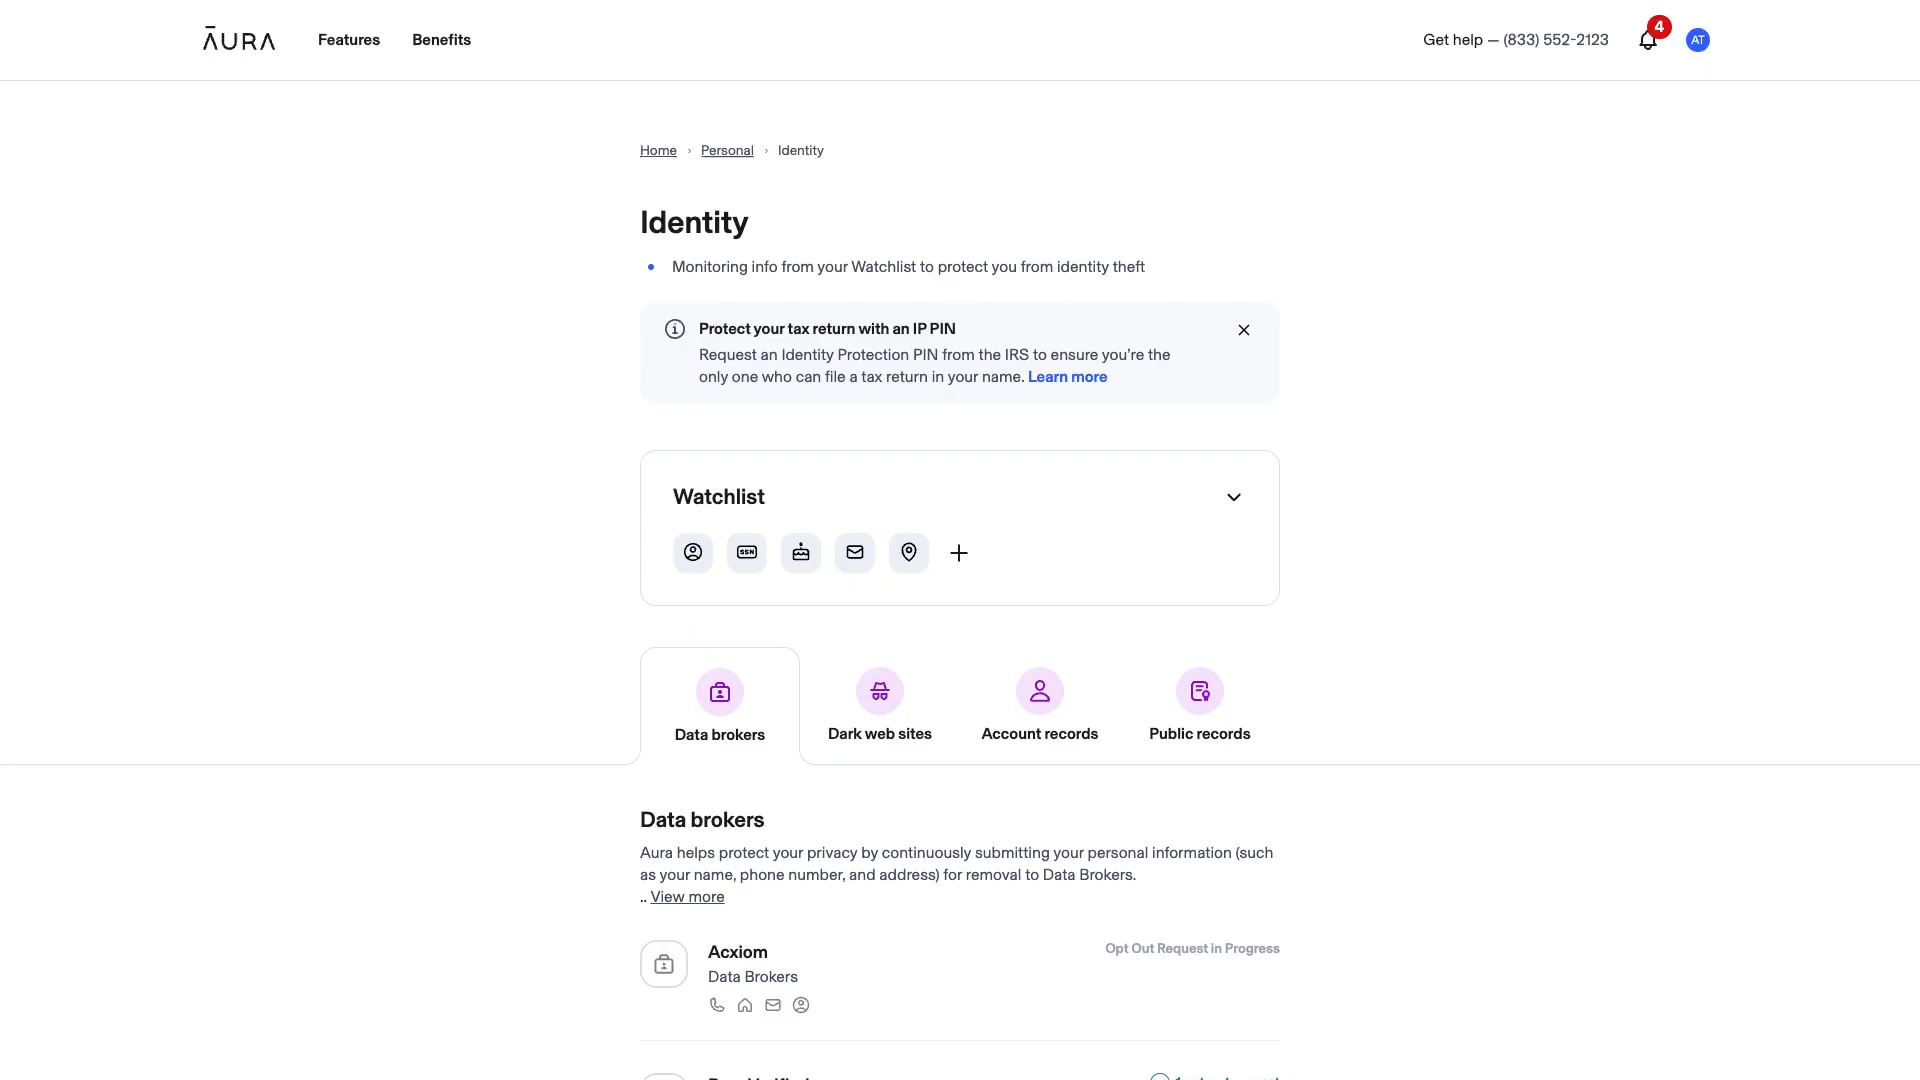 ĀURA
Features
Benefits
Get help — (833) 552-2123
4
AT
Home › Personal › Identity
Identity
Monitoring info from your Watchlist to protect you from identity theft
Protect your tax return with an IP PIN
Request an Identity Protection PIN from the IRS to ensure you're the
only one who can file a tax return in your name. Learn more
Watchlist
SSN
Data brokers
Dark web sites
Account records
Public records
Data brokers
Aura helps protect your privacy by continuously submitting your personal information (such
as your name, phone number, and address) for removal to Data Brokers.
.. View more
Acxiom
Opt Out Request in Progress
Data Brokers